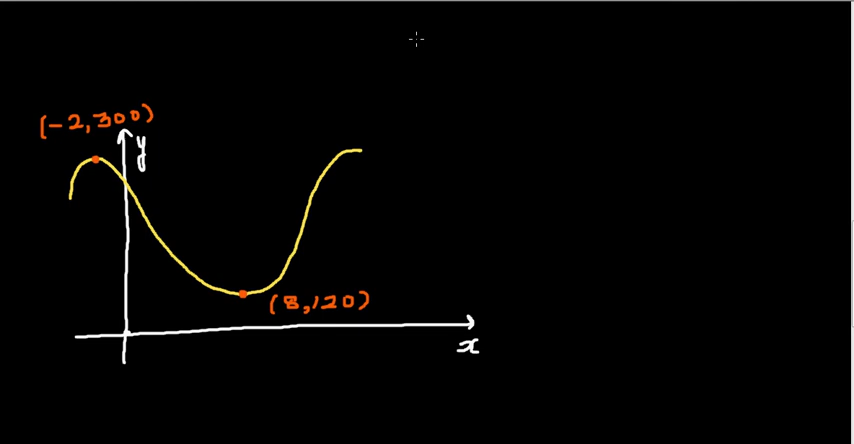 (-2,300)
y
(8,120)
x